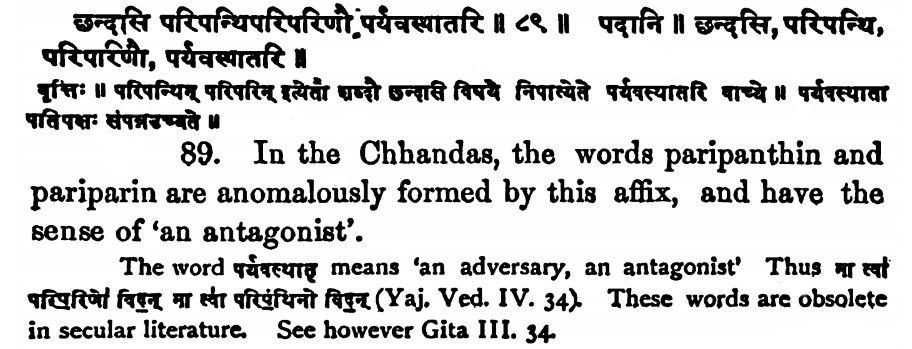 छन्दसि परिपन्थिपरिपरिणौ पर्यवस्थातरि ॥ ८९ ॥ पदानि ॥ छन्दसि, परिपन्थि,
परिपारिणौ, पर्यवस्थातरि ॥
वृत्तिः ॥ परिपन्थिन् परिपरिन् इत्येतौ शब्दौ छन्दसि विषये निपात्येते पर्यवस्थातरि वाच्ये ॥ पर्यवस्थाता
पतिपक्षः संपन्नउच्यते ॥
89. In the Chhandas, the words paripanthin and
pariparin are anomalously formed by this affix, and have the
sense of 'an antagonist'.
The word पर्यवस्थातृ means 'an adversary, an antagonist' Thus मा त्वा
परिपरिणो विदन् मा त्वा परिपंथिनो विदन् (Yaj. Ved. IV. 34). These words are obsolete
in secular literature. See however Gita III. 34.